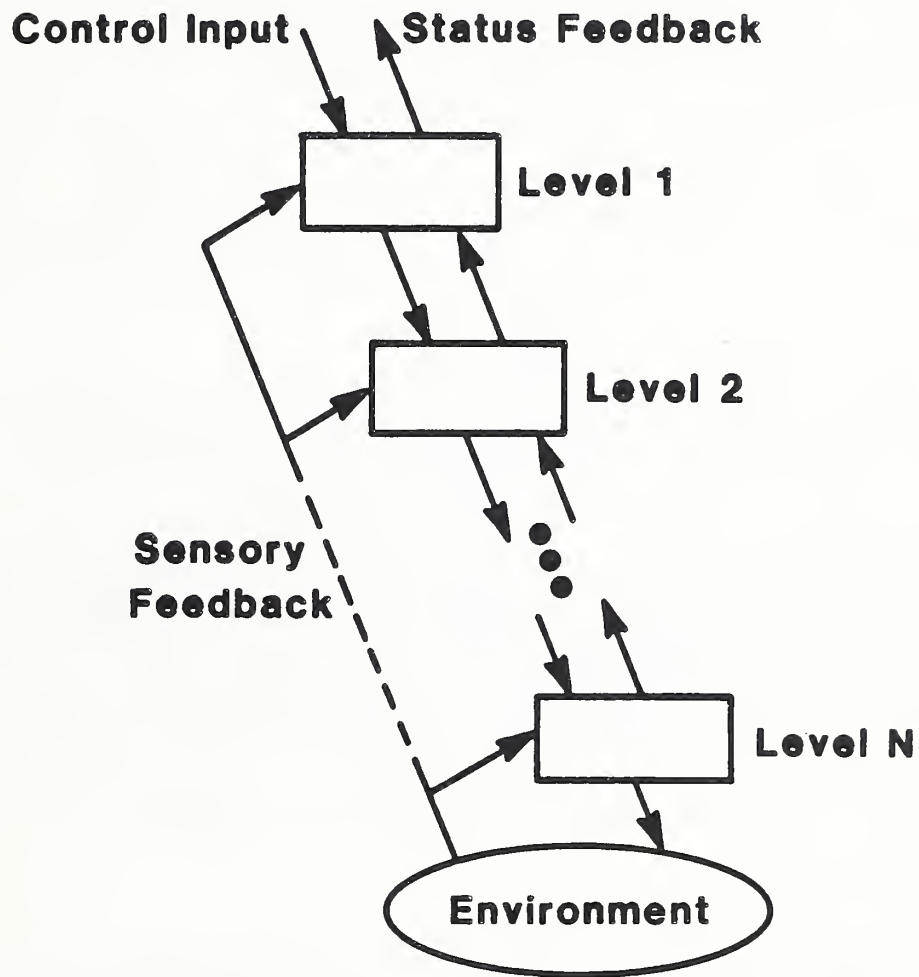 Control Input
Status Feedback
Level 1
Level 2
Sensory
Feedback
Level N
Environment